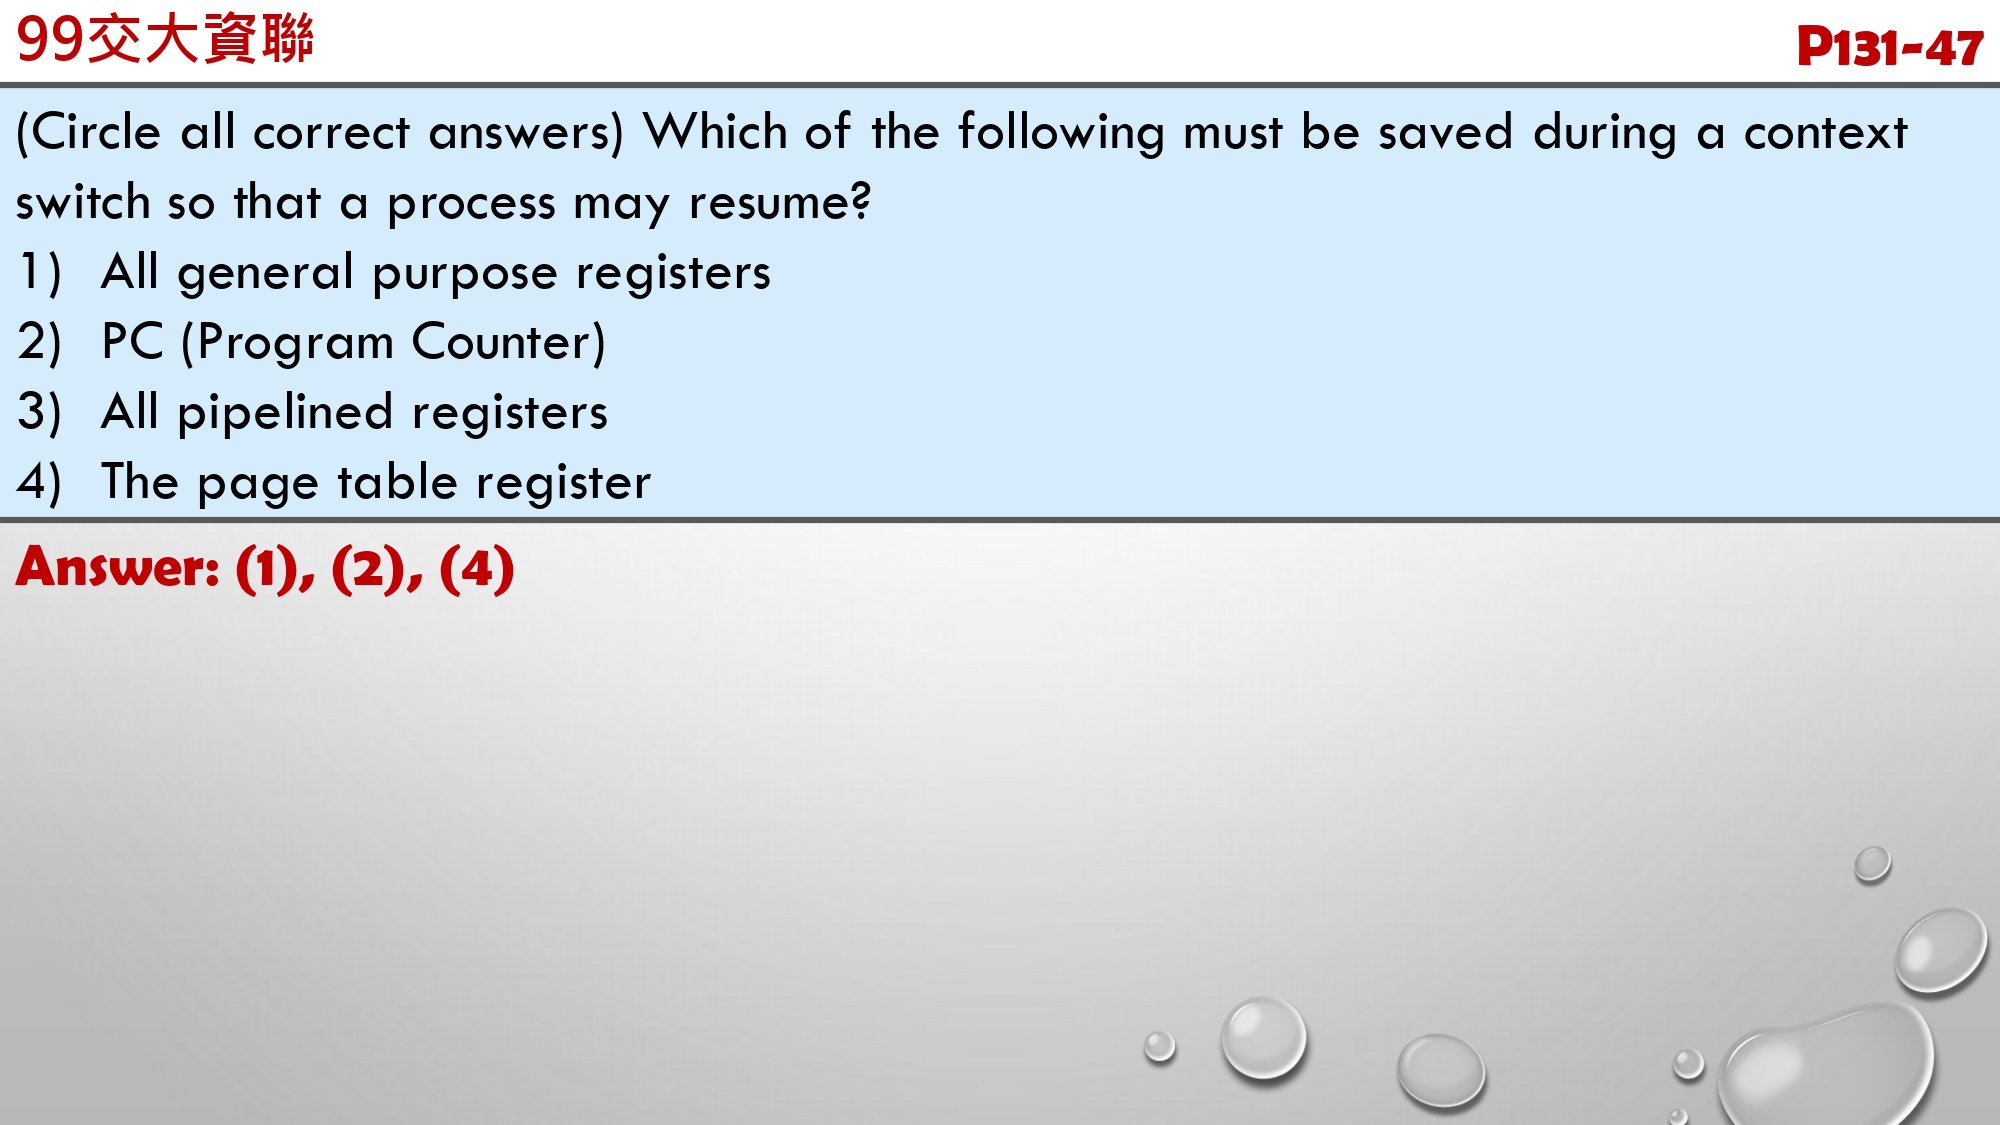 99交大資聯
P131-47
(Circle all correct answers) Which of the following must be saved during a context
switch so that a process may resume?
1) All general purpose registers
2) PC (Program Counter)
3) All pipelined registers
4) The page table register
Answer: (1), (2), (4)